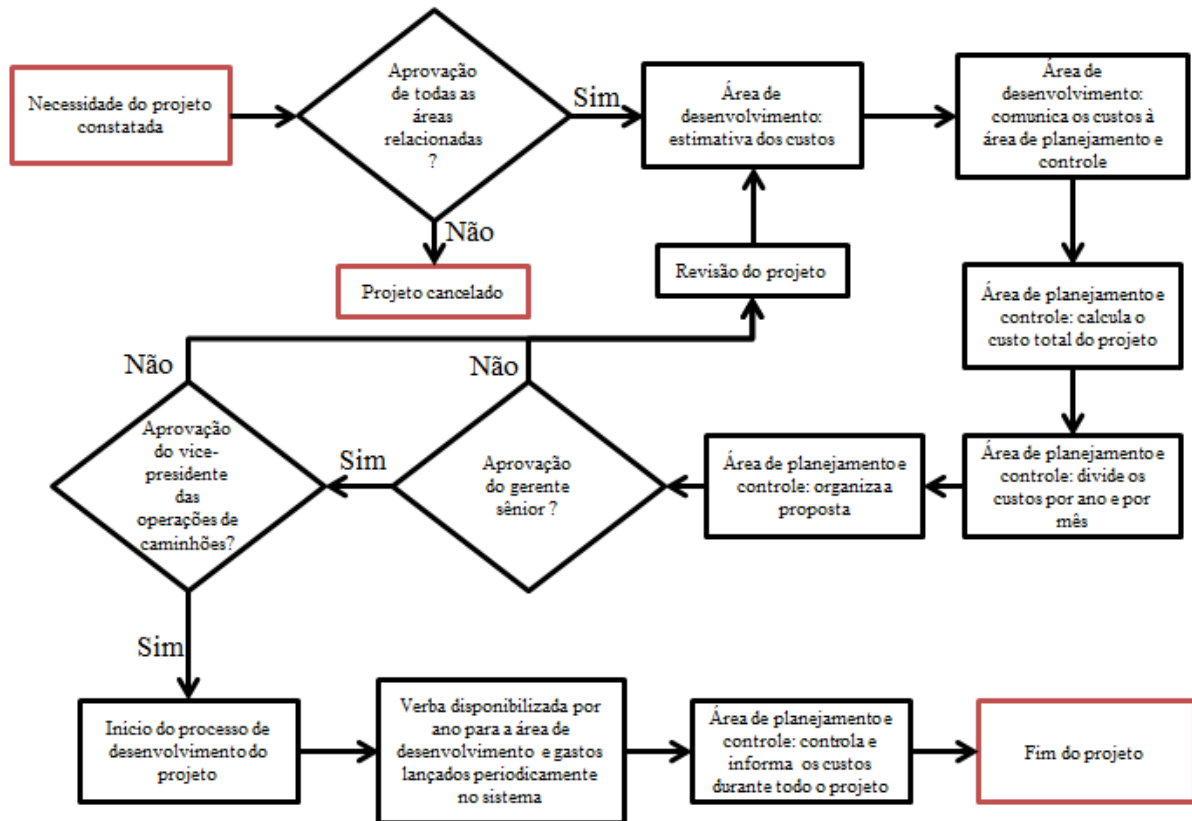 Necessidade do projeto
constatada
Aprovação
de todas as
áreas
relacionadas
?
Sim
Não
Projeto cancelado
Área de
desenvolvimento:
estimativa dos custos
Área de
desenvolvimento:
comunica os custos à
área de planejamento e
controle
Revisão do projeto
Área de planejamento e
controle: calcula o
custo total do projeto
Área de planejamento e
controle: divide os
custos por ano e por
mês
Área de planejamento e
controle: organiza a
proposta
Não
Aprovação
do gerente
sênior ?
Sim
Não
Aprovação
do vice-
presidente
das
operações de
caminhões?
Sim
Início do processo de
desenvolvimento do
projeto
Verba disponibilizada por
ano para a área de
desenvolvimento e gastos
lançados periodicamente
no sistema
Área de planejamento e
controle: controla e
informa os custos
durante todo o projeto
Fim do projeto